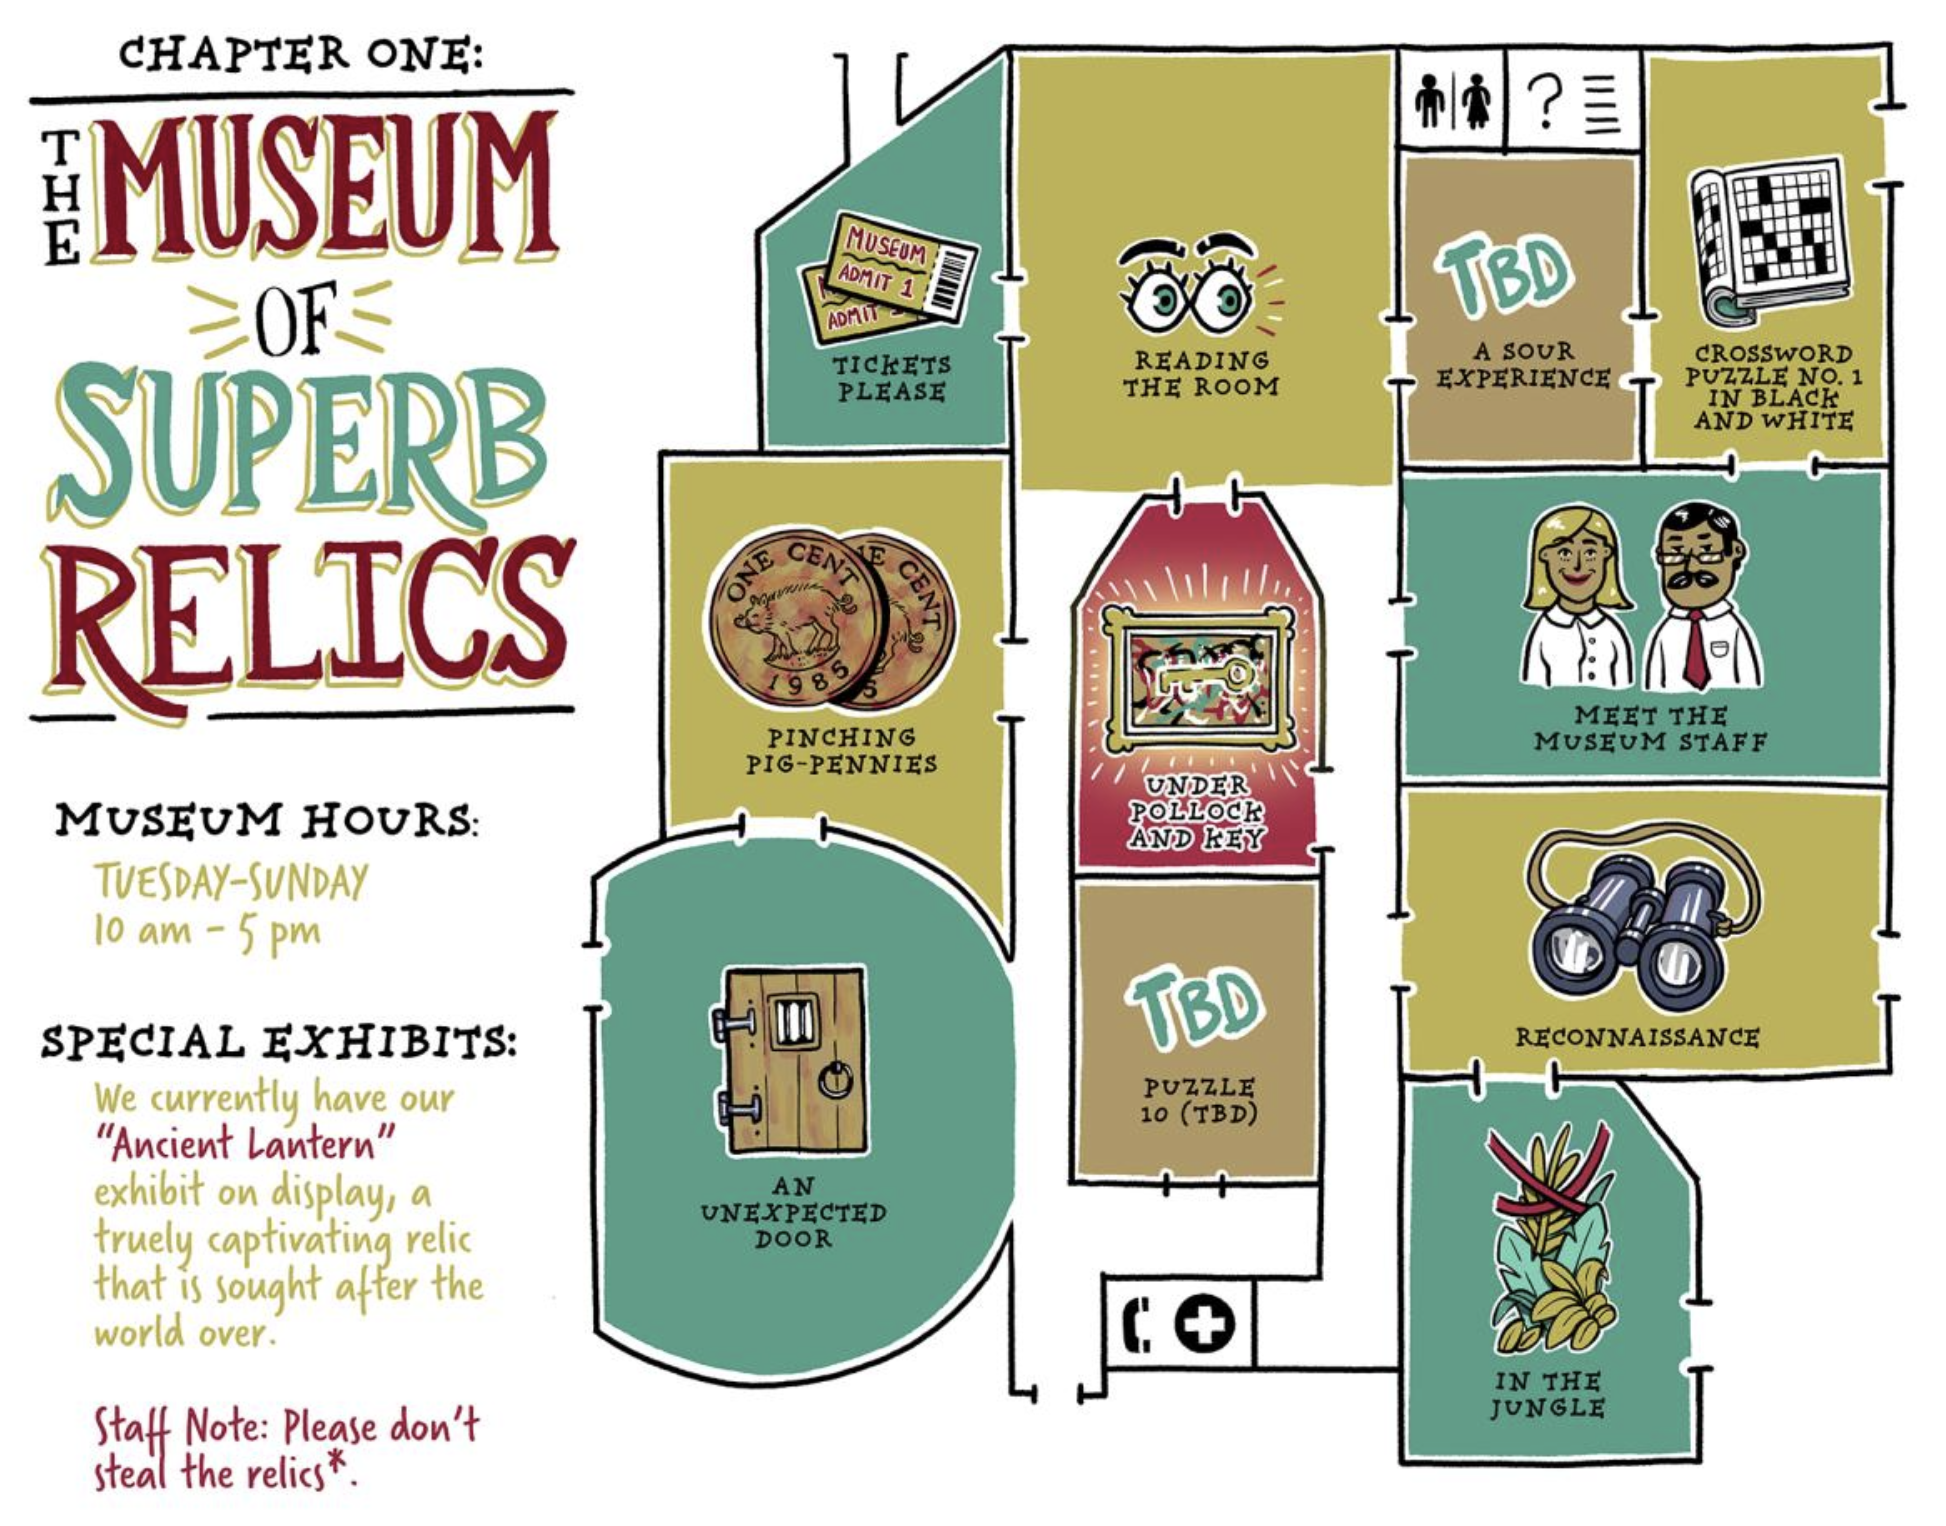 CHAPTER ONE:
THE MUSEUM
OF
SUPERB
RELICS
MUSEUM HOURS:
TUESDAY-SUNDAY
10 am - 5 pm
SPECIAL EXHIBITS:
We currently have our
"Ancient Lantern"
exhibit on display, a
truely captivating relic
that is sought after the
world over.
Staff Note: Please don't
steal the relics*.
MUSEUM
ADMIT 1
ADMIT
TICKETS
PLEASE
READING
THE ROOM
?
TBD
A SOUR
EXPERIENCE
CROSSWORD
PUZZLE NO. 1
IN BLACK
AND WHITE
ONE CENT
1985
E CENT
5
PINCHING
PIG-PENNIES
UNDER
POLLOCK
AND KEY
MEET THE
MUSEUM STAFF
RECONNAISSANCE
AN
UNEXPECTED
DOOR
TBD
PUZZLE
10 (TBD)
IN THE
JUNGLE